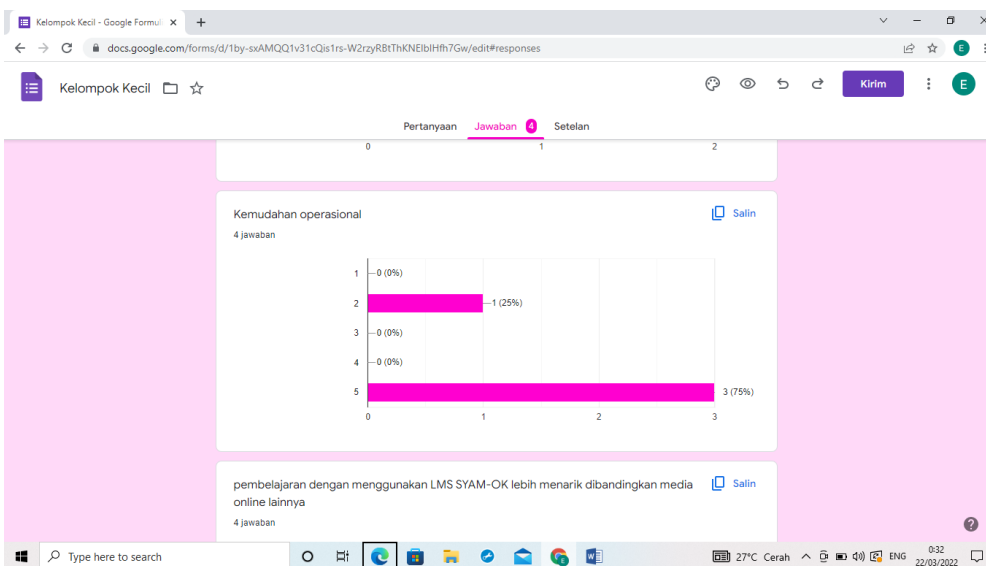 Kelompok Kecil - Google Formuli
docs.google.com/forms/d/1by-sxAMQQ1v31cQis1rs-W2rzyRBtThKNElblHfh7Gw/edit#responses
E
Kelompok Kecil
Kirim
E
Pertanyaan Jawaban 4 Setelan
0 1 2
Kemudahan operasional
Salin
4 jawaban
1 0 (0%)
2 1 (25%)
3 0 (0%)
4 0 (0%)
5 3 (75%)
0 1 2 3
pembelajaran dengan menggunakan LMS SYAM-OK lebih menarik dibandingkan media
online lainnya
Salin
4 jawaban
Type here to search
27°C Cerah
ENG
0:32
22/03/2022